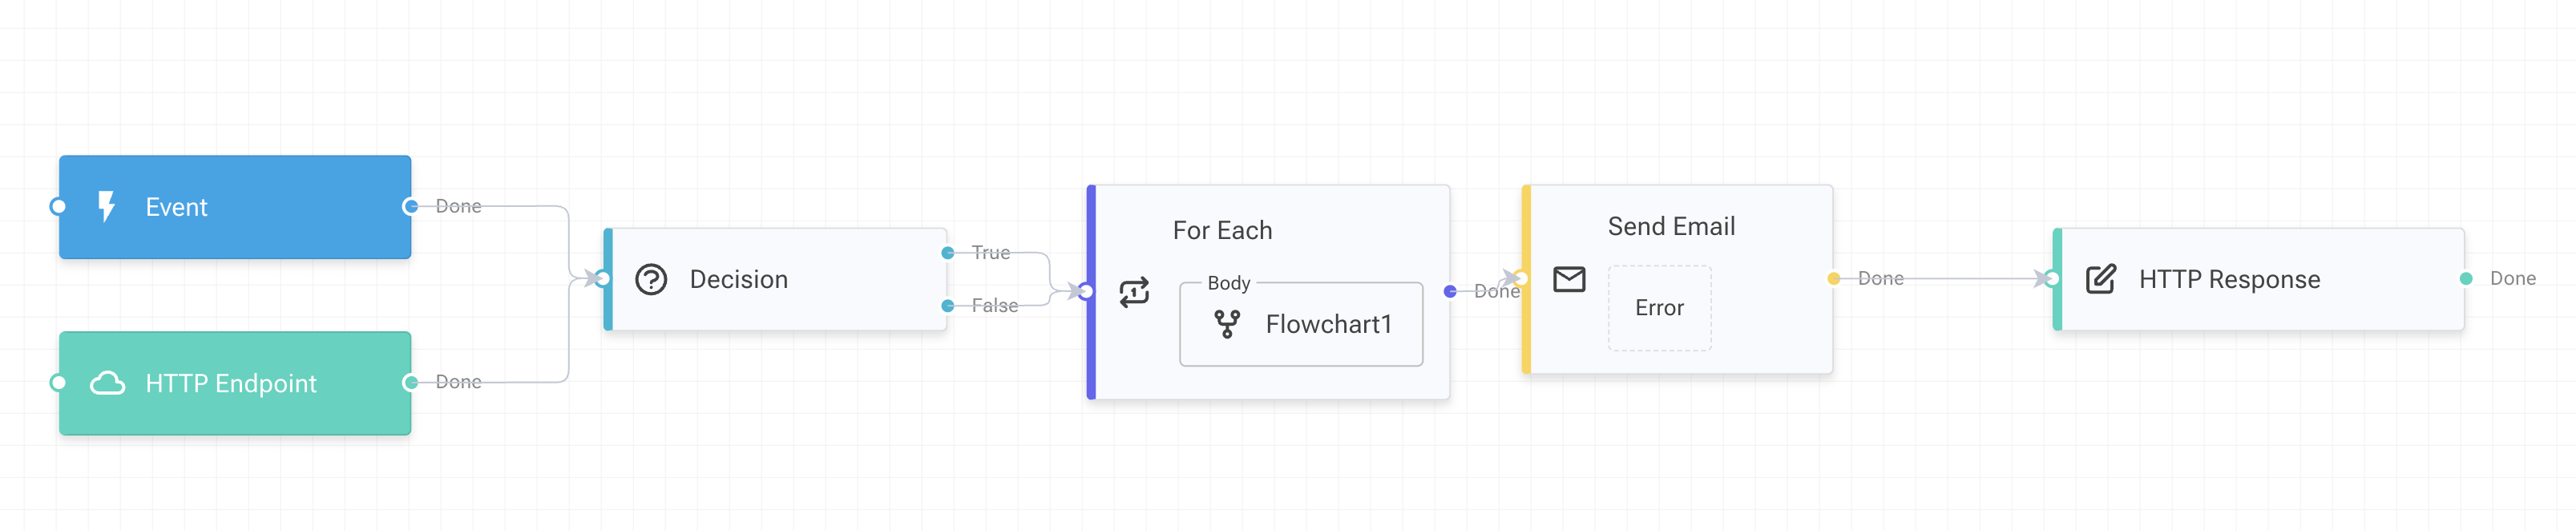 Event
Done
HTTP Endpoint
Done
Decision
True
False
For Each
Body
Flowchart1
Done
Send Email
Error
Done
HTTP Response
Done